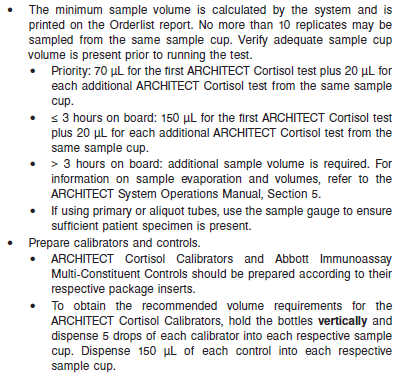 • The minimum sample volume is calculated by the system and is
printed on the Orderlist report. No more than 10 replicates may be
sampled from the same sample cup. Verify adequate sample cup
volume is present prior to running the test.
• Priority: 70 µL for the first ARCHITECT Cortisol test plus 20 µL for
each additional ARCHITECT Cortisol test from the same sample
cup.
• ≤ 3 hours on board: 150 µL for the first ARCHITECT Cortisol test
plus 20 µL for each additional ARCHITECT Cortisol test from the
same sample cup.
• > 3 hours on board: additional sample volume is required. For
information on sample evaporation and volumes, refer to the
ARCHITECT System Operations Manual, Section 5.
• If using primary or aliquot tubes, use the sample gauge to ensure
sufficient patient specimen is present.
• Prepare calibrators and controls.
• ARCHITECT Cortisol Calibrators and Abbott Immunoassay
Multi-Constituent Controls should be prepared according to their
respective package inserts.
• To obtain the recommended volume requirements for the
ARCHITECT Cortisol Calibrators, hold the bottles vertically and
dispense 5 drops of each calibrator into each respective sample
cup. Dispense 150 µL of each control into each respective
sample cup.